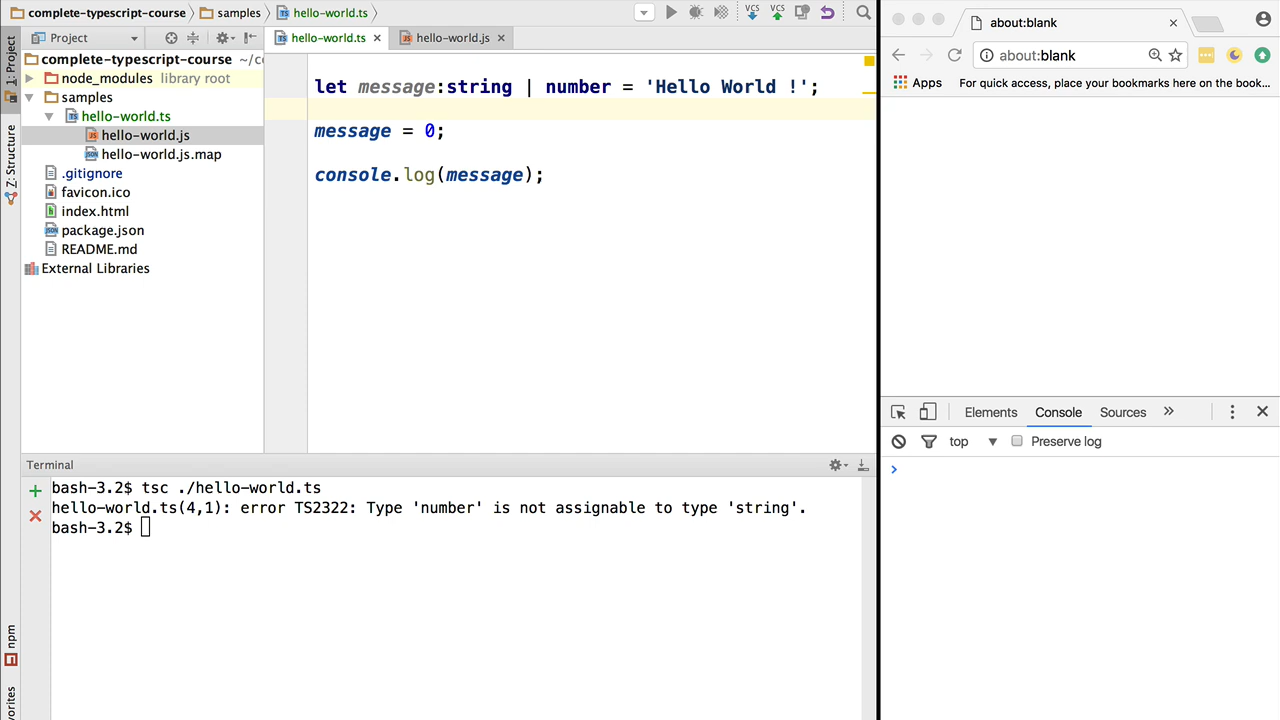 complete-typescript-course
samples
hello-world.ts
about:blank
1: Project
Z: Structure
npm
Project
hello-world.ts
hello-world.js
VCS
VCS
about:blank
Apps
For quick access, place your bookmarks here on the book...
complete-typescript-course
node_modules library root
samples
hello-world.ts
hello-world.js
hello-world.js.map
.gitignore
favicon.ico
index.html
package.json
README.md
External Libraries
let message:string | number = 'Hello World !';
message = 0;
console.log(message);
Elements
Console
Sources
top
Preserve log
>
Terminal
bash-3.2$ tsc ./hello-world.ts
hello-world.ts(4,1): error TS2322: Type 'number' is not assignable to type 'string'.
bash-3.2$